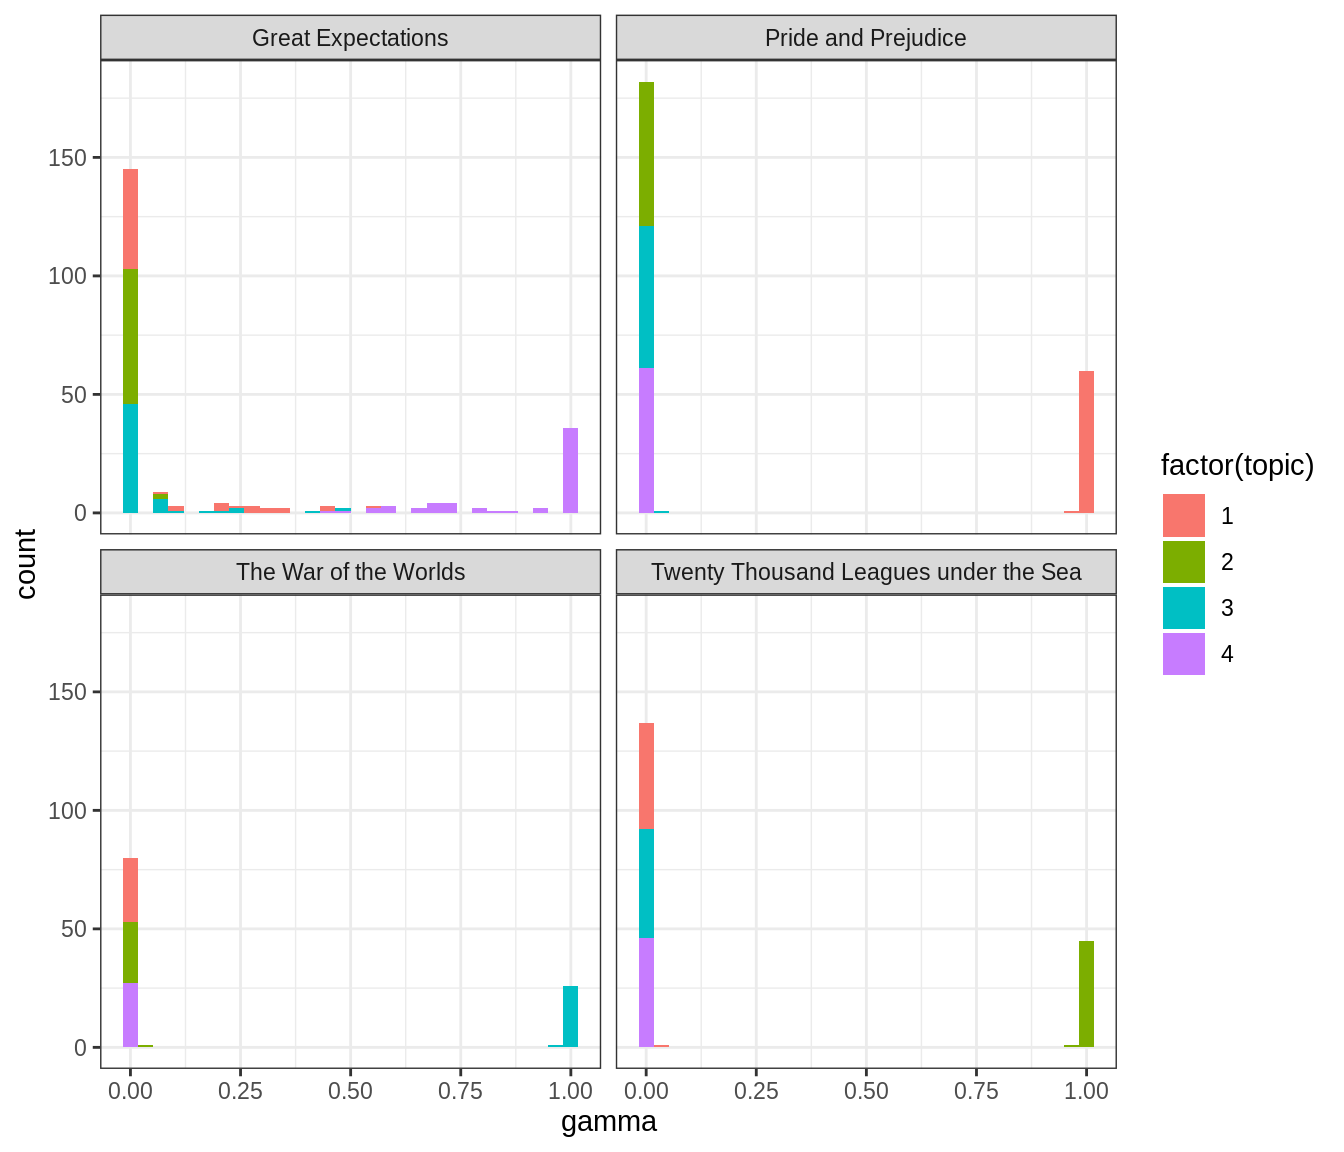 Great Expectations
Pride and Prejudice
150
100
50
0
The War of the Worlds
Twenty Thousand Leagues under the Sea
150
100
50
0
0.00 0.25 0.50 0.75 1.00
0.00 0.25 0.50 0.75 1.00
gamma
count
factor(topic)
1
2
3
4